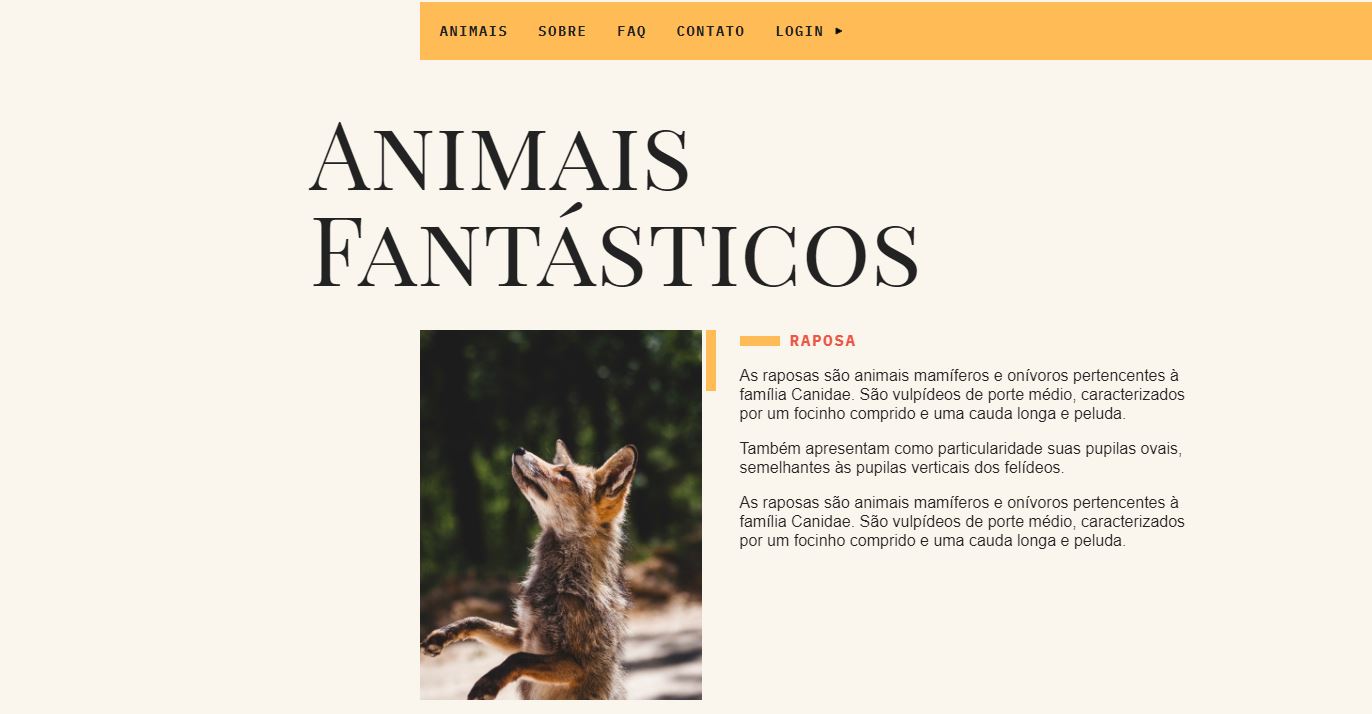 ANIMAIS SOBRE FAQ CONTATO LOGIN ▸
ANIMAIS
FANTÁSTICOS
RAPOSA
As raposas são animais mamíferos e onívoros pertencentes à
família Canidae. São vulpídeos de porte médio, caracterizados
por um focinho comprido e uma cauda longa e peluda.
Também apresentam como particularidade suas pupilas ovais,
semelhantes às pupilas verticais dos felídeos.
As raposas são animais mamíferos e onívoros pertencentes à
família Canidae. São vulpídeos de porte médio, caracterizados
por um focinho comprido e uma cauda longa e peluda.